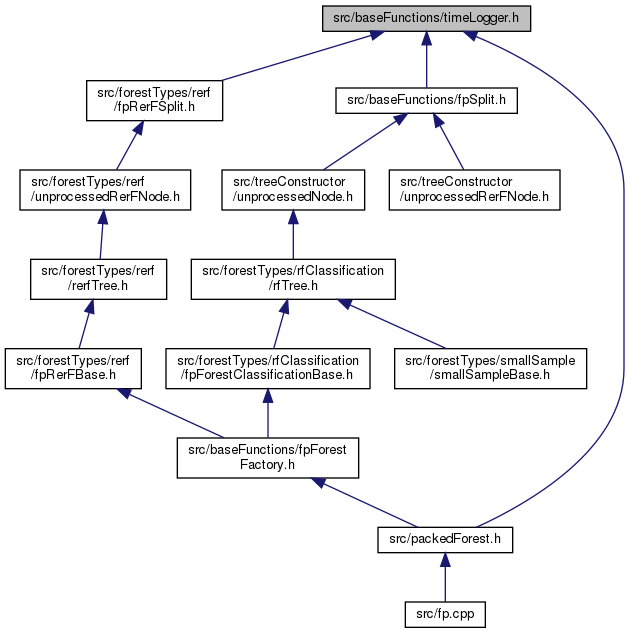 src/baseFunctions/timeLogger.h
src/forestTypes/rerf
/fpRerFSplit.h
src/baseFunctions/fpSplit.h
src/forestTypes/rerf
/unprocessedRerFNode.h
src/treeConstructor
/unprocessedNode.h
src/treeConstructor
/unprocessedRerFNode.h
src/forestTypes/rerf
/rerfTree.h
src/forestTypes/rfClassification
/rfTree.h
src/forestTypes/rerf
/fpRerFBase.h
src/forestTypes/rfClassification
/fpForestClassificationBase.h
src/forestTypes/smallSample
/smallSampleBase.h
src/baseFunctions/fpForest
Factory.h
src/packedForest.h
src/fp.cpp